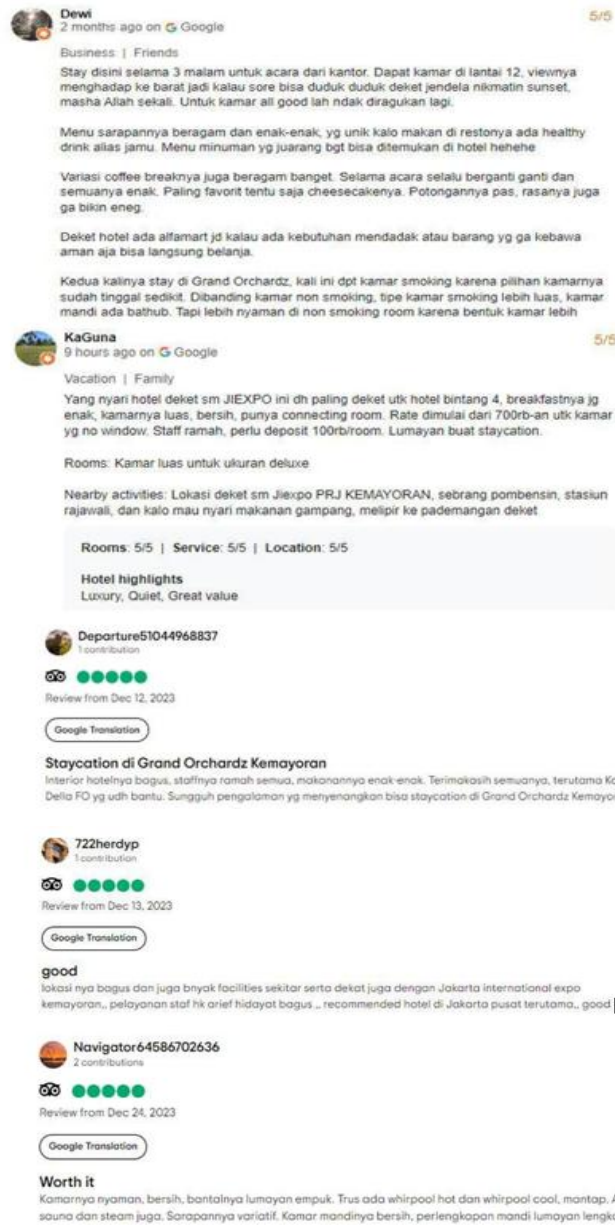 Dewi
5/5
2 months ago on G Google
Business | Friends
Stay disini selama 3 malam untuk acara dari kantor. Dapat kamar di lantai 12, viewnya
menghadap ke barat jadi kalau sore bisa duduk duduk deket jendela nikmatin sunset,
masha Allah sekali. Untuk kamar all good lah ndak diragukan lagi.
Menu sarapannya beragam dan enak-enak, yg unik kalo makan di restonya ada healthy
drink alias jamu. Menu minuman yg juarang bgt bisa ditemukan di hotel hehehe
Variasi coffee breaknya juga beragam banget. Selama acara selalu berganti ganti dan
semuanya enak. Paling favorit tentu saja cheesecakenya. Potongannya pas, rasanya juga
ga bikin eneg.
Deket hotel ada alfamart jd kalau ada kebutuhan mendadak atau barang yg ga kebawa
aman aja bisa langsung belanja.
Kedua kalinya stay di Grand Orchardz, kali ini dpt kamar smoking karena pilihan kamarnya
sudah tinggal sedikit. Dibanding kamar non smoking, tipe kamar smoking lebih luas, kamar
mandi ada bathub. Tapi lebih nyaman di non smoking room karena bentuk kamar lebih
KaGuna
5/5
9 hours ago on G Google
Vacation | Family
Yang nyari hotel deket sm JIEXPO ini dh paling deket utk hotel bintang 4, breakfastnya jg
enak, kamarnya luas, bersih, punya connecting room. Rate dimulai dari 700rb-an utk kamar
yg no window. Staff ramah, perlu deposit 100rb/room. Lumayan buat staycation.
Rooms: Kamar luas untuk ukuran deluxe
Nearby activities: Lokasi deket sm Jiexpo PRJ KEMAYORAN, sebrang pombensin, stasiun
rajawali, dan kalo mau nyari makanan gampang, melipir ke pademangan deket
Rooms: 5/5 | Service: 5/5 | Location: 5/5
Hotel highlights
Luxury, Quiet, Great value
Departure51044968837
1 contribution
Review from Dec 12, 2023
Google Translation
Staycation di Grand Orchardz Kemayoran
Interior hotelnya bagus, staffnya ramah semua, makanannya enak-enak. Terimakasih semuanya, terutama
Della FO yg udh bantu. Sungguh pengalaman yg menyenangkan bisa staycation di Grand Orchardz
722herdyp
1 contribution
Review from Dec 13, 2023
Google Translation
good
lokasi nya bagus dan juga bnyak facilities sekitar serta dekat juga dengan Jakarta international expo
kemayoran,, pelayanan staf hk arief hidayat bagus ,, recommended hotel di Jakarta pusat terutama,, good
Navigator64586702636
2 contributions
Review from Dec 24, 2023
Google Translation
Worth it
Kamarnya nyaman, bersih, bantalnya lumayan empuk. Trus ada whirpool hot dan whirpool cool, mantap.
sauna dan steam juga. Sarapannya variatif. Kamar mandinya bersih, perlengkapan mandi lumayan